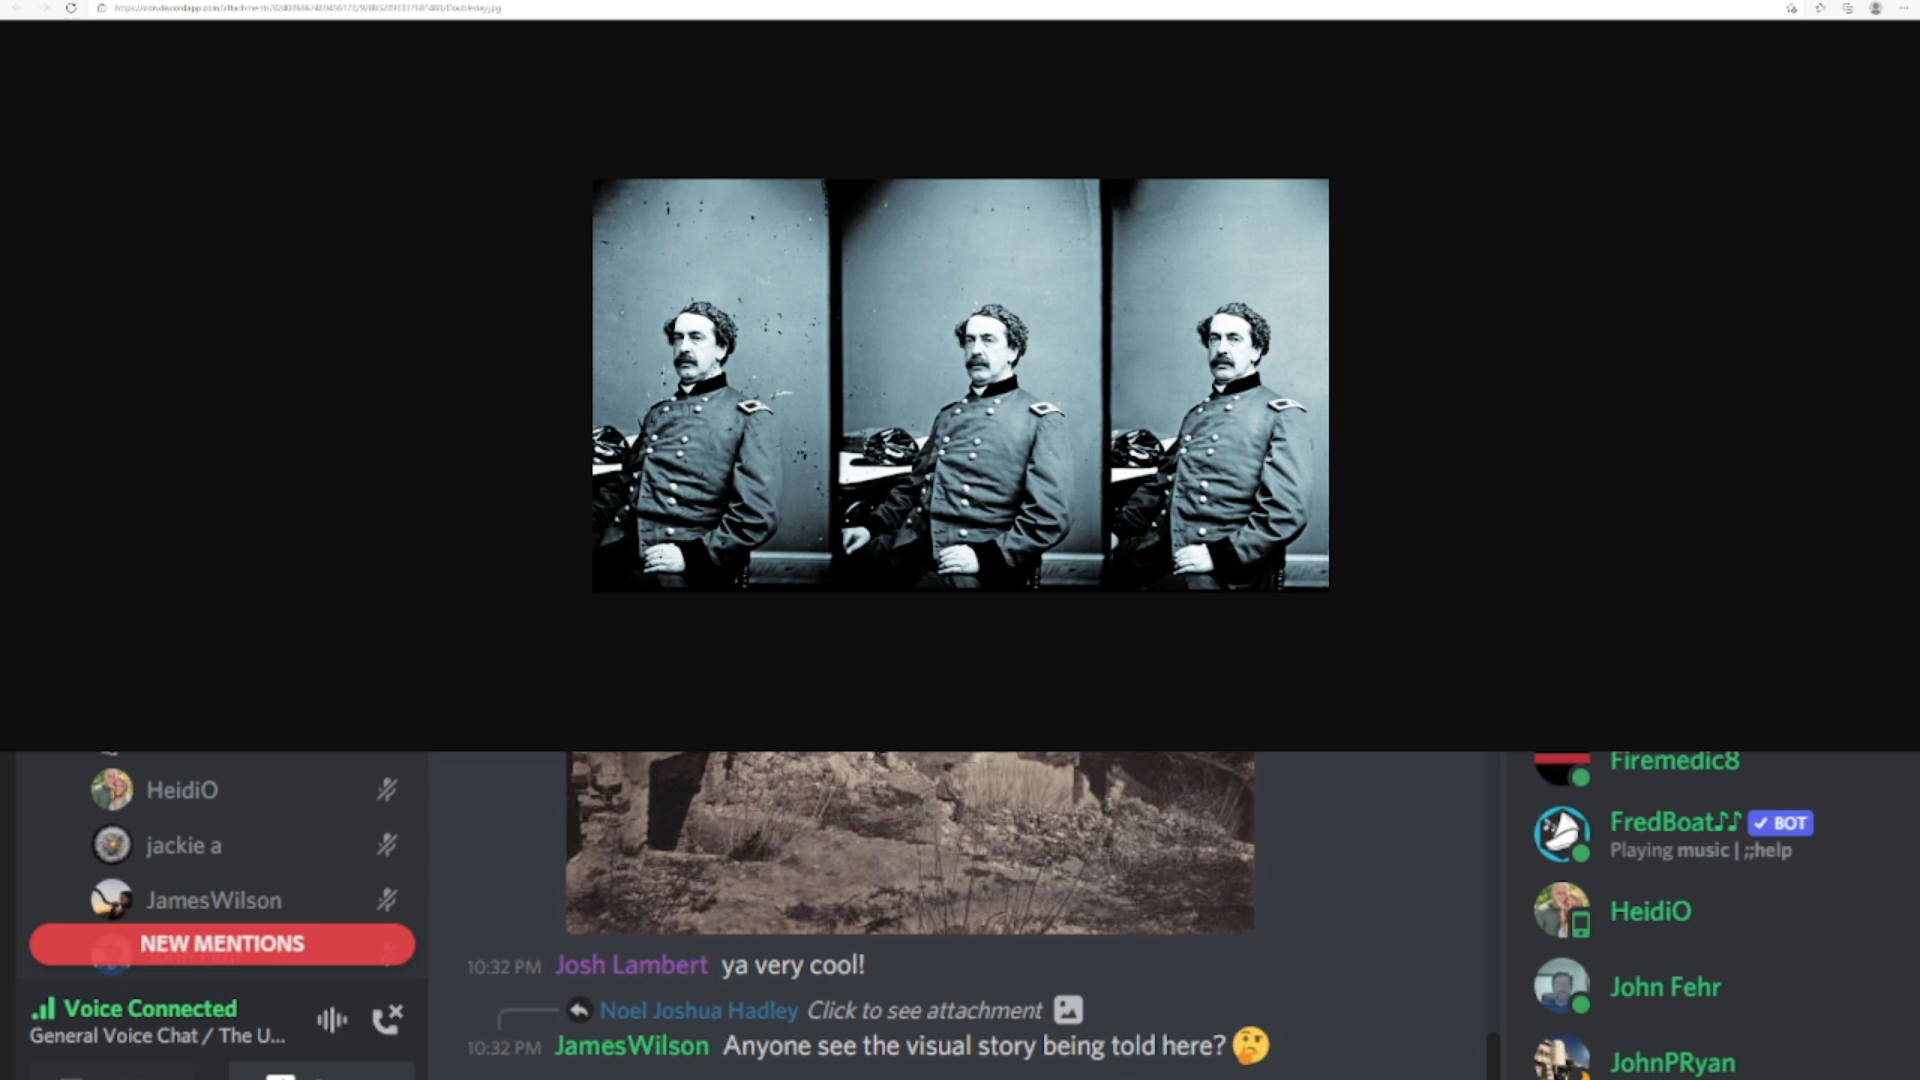 HeidiO
jackie a
JamesWilson
NEW MENTIONS
Voice Connected
General Voice Chat / The U...
10:32 PM Josh Lambert ya very cool!
Noel Joshua Hadley Click to see attachment
10:32 PM JamesWilson Anyone see the visual story being told here? 🤔
Firemedic8
FredBoat♪♪ ✓ BOT
Playing music | ;;help
HeidiO
John Fehr
JohnPRyan